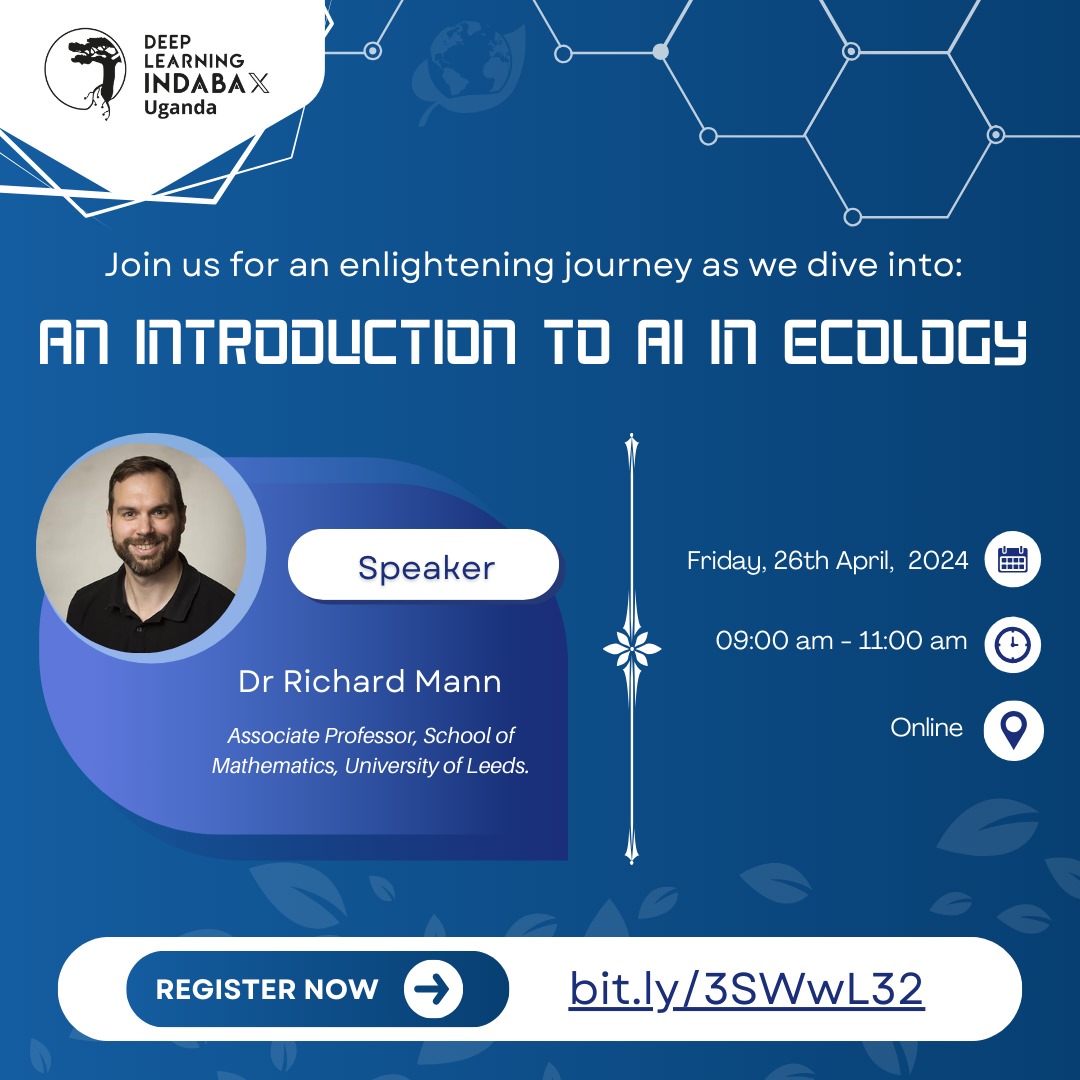 DEEP
LEARNING
INDABA X
Uganda
Join us for an enlightening journey as we dive into:
AN INTRODUCTION TO AI IN ECOLOGY
Speaker
Dr Richard Mann
Associate Professor, School of
Mathematics, University of Leeds.
Friday, 26th April, 2024
09:00 am - 11:00 am
Online
REGISTER NOW
bit.ly/3SWwL32